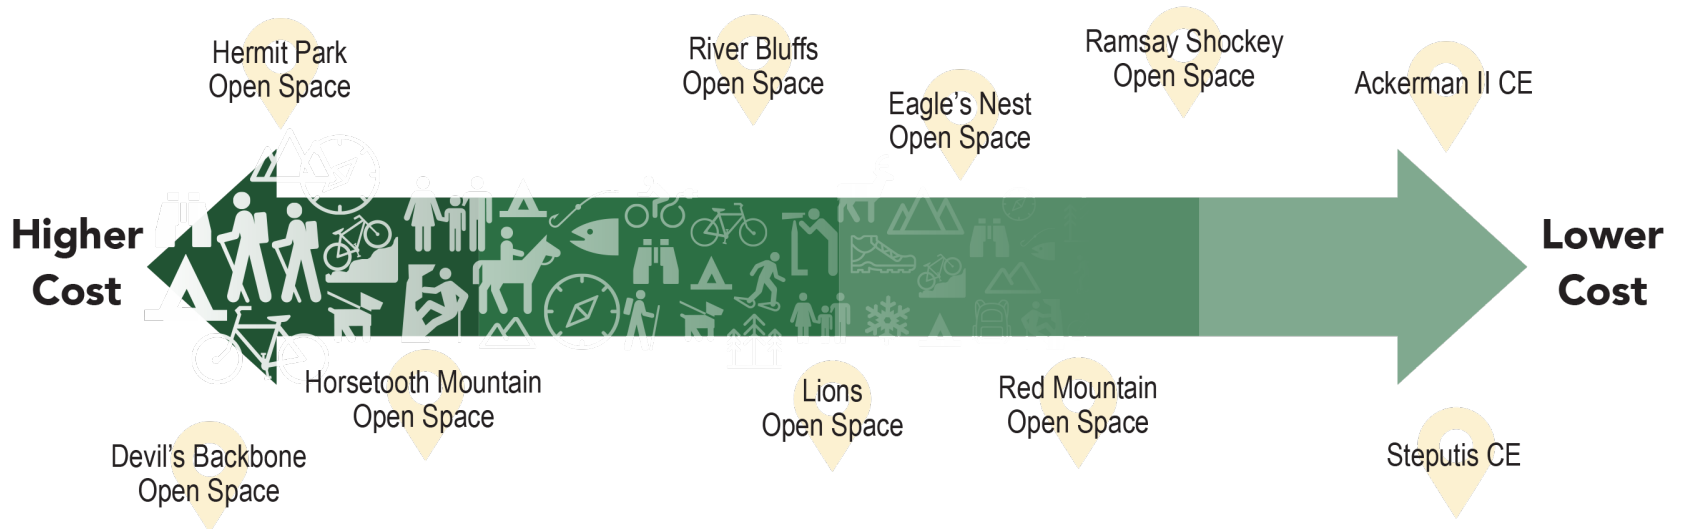 Hermit Park
Open Space
River Bluffs
Open Space
Eagle's Nest
Open Space
Ramsay Shockey
Open Space
Ackerman II CE
Higher
Cost
Lower
Cost
Devil's Backbone
Open Space
Horsetooth Mountain
Open Space
Lions
Open Space
Red Mountain
Open Space
Steputis CE